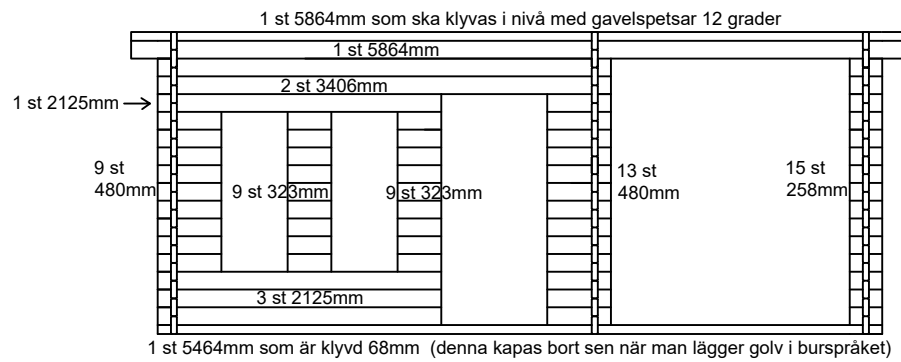 1 st 5864mm som ska klyvas i nivå med gavelspetsar 12 grader
1 st 5864mm
2 st 3406mm
1 st 2125mm
9 st
480mm
9 st 323mm
9 st 323mm
13 st
480mm
15 st
258mm
3 st 2125mm
1 st 5464mm som är klyvd 68mm (denna kapas bort sen när man lägger golv i burspråket)